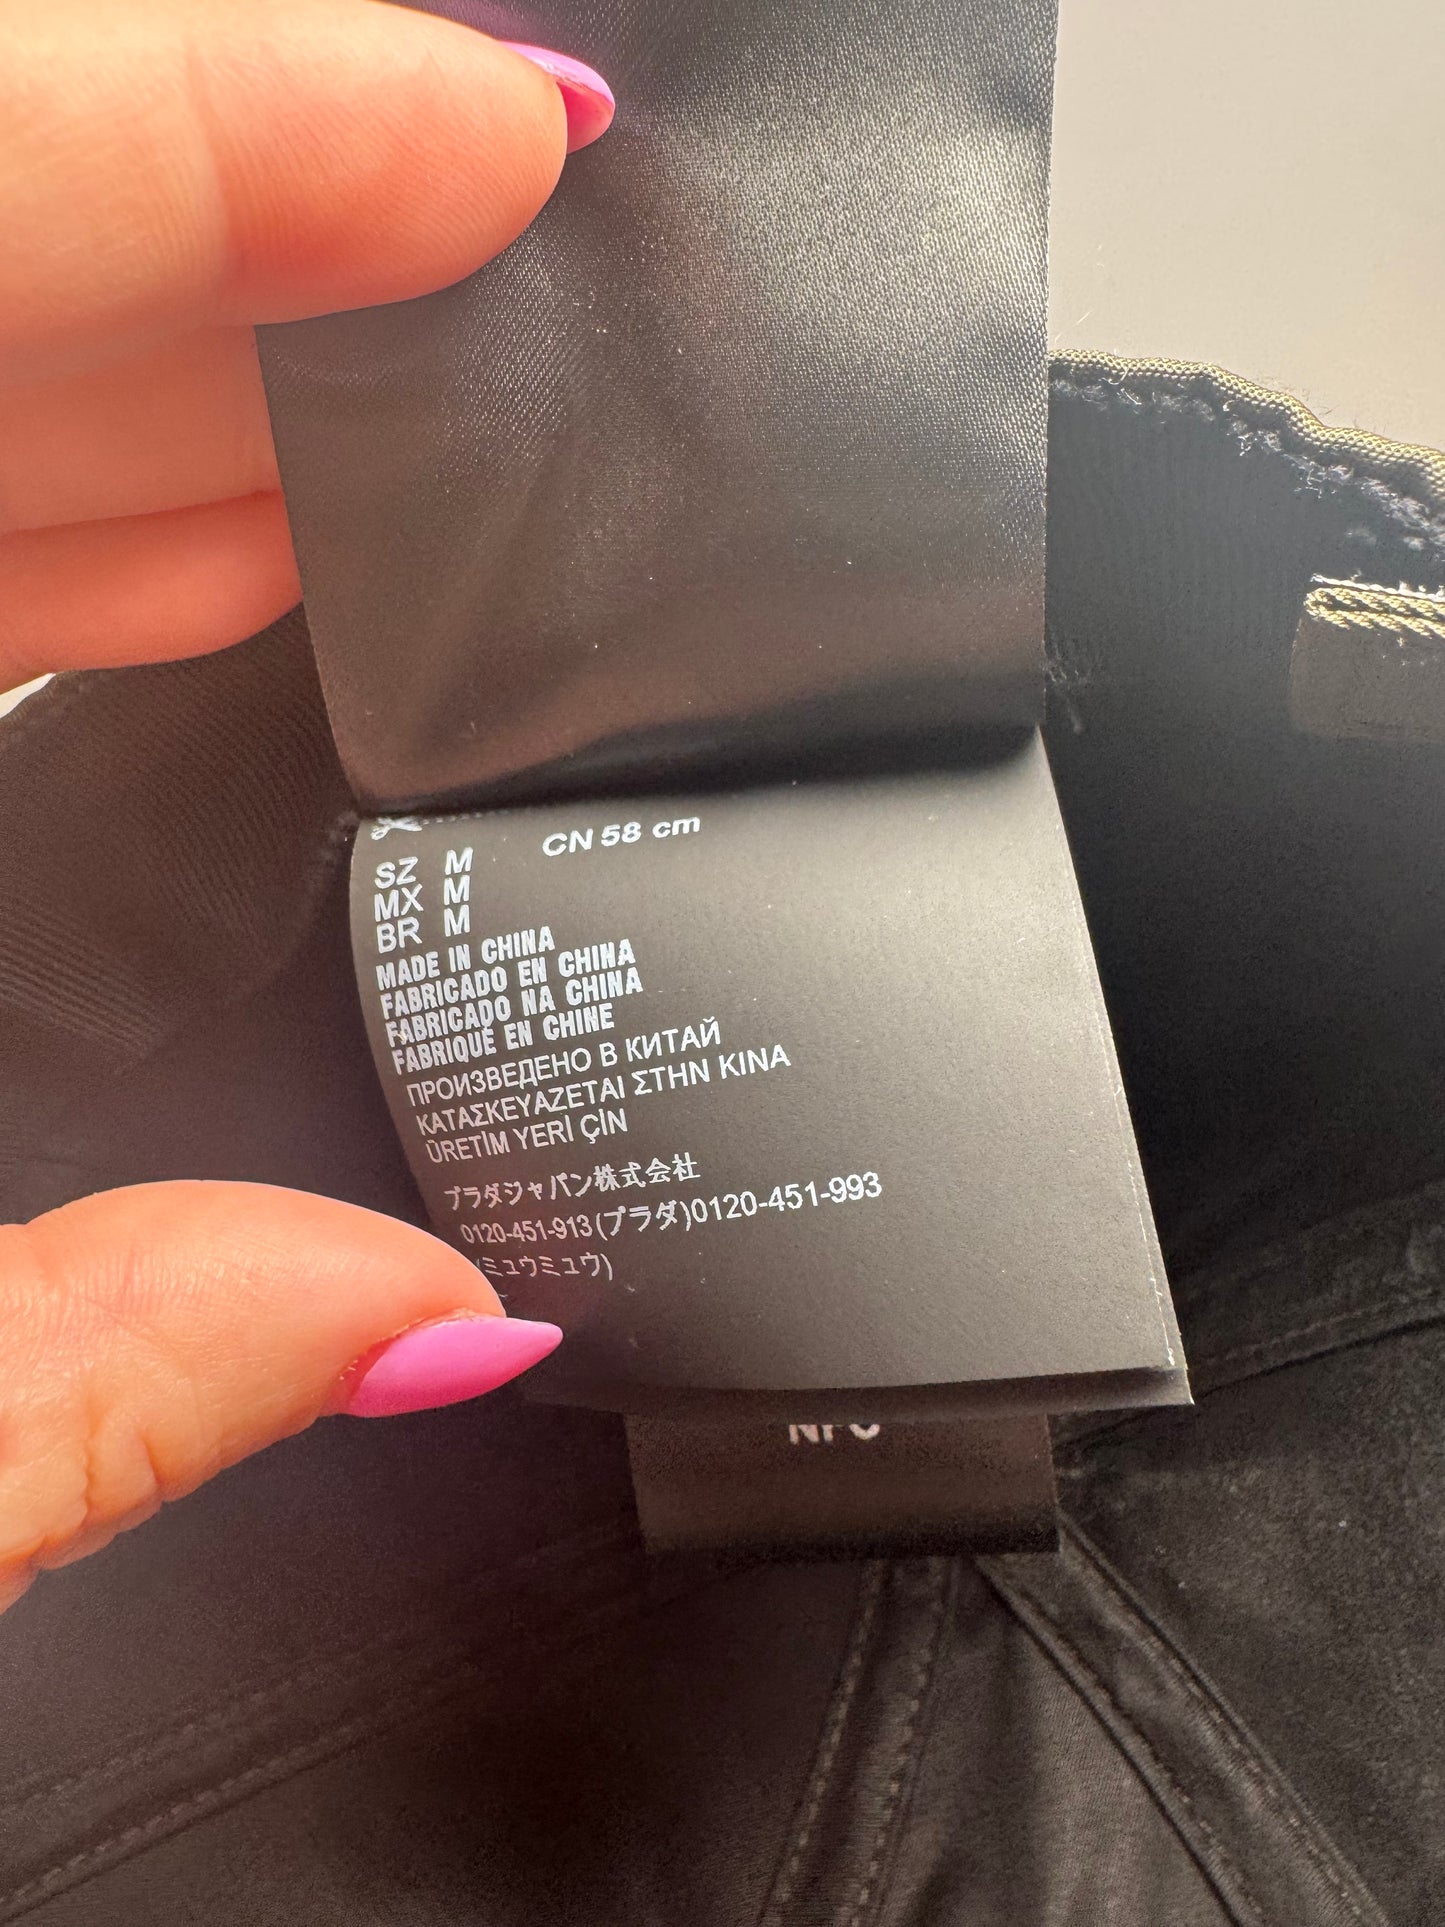 CN 58 cm
SZ M
MX M
BR M
MADE IN CHINA
FABRICADO EN CHINA
FABRICADO NA CHINA
FABRIQUÉ EN CHINE
ПРОИЗВЕДЕНО В КИТАЙ
ΚΑΤΑΣΚΕΥΑΖΕΤΑΙ ΣΤΗΝ ΚΙΝΑ
ÜRETİM YERİ ÇİN
プラダジャパン株式会社
0120-451-913(プラダ)0120-451-993
(ミュウミュウ)